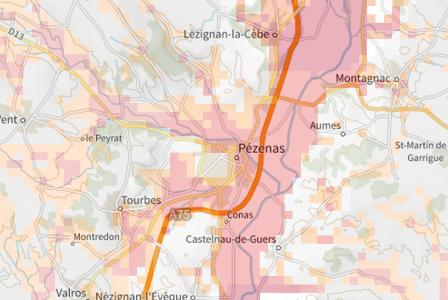 Lézignan-la-Cèbe
D13
Montagnac
Aumes
Vent
le Peyrat
Pézenas
St-Martin de
Garrigue
Tourbes
A75
Conas
Montredon
Castelnau-de-Guers
Valros
Nézignan-l'Évêque